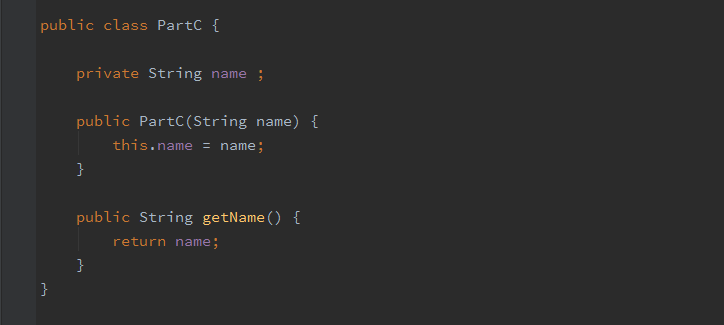 public class PartC {
private String name ;
public PartC(String name) {
this.name = name;
}
public String getName() {
return name;
}
}